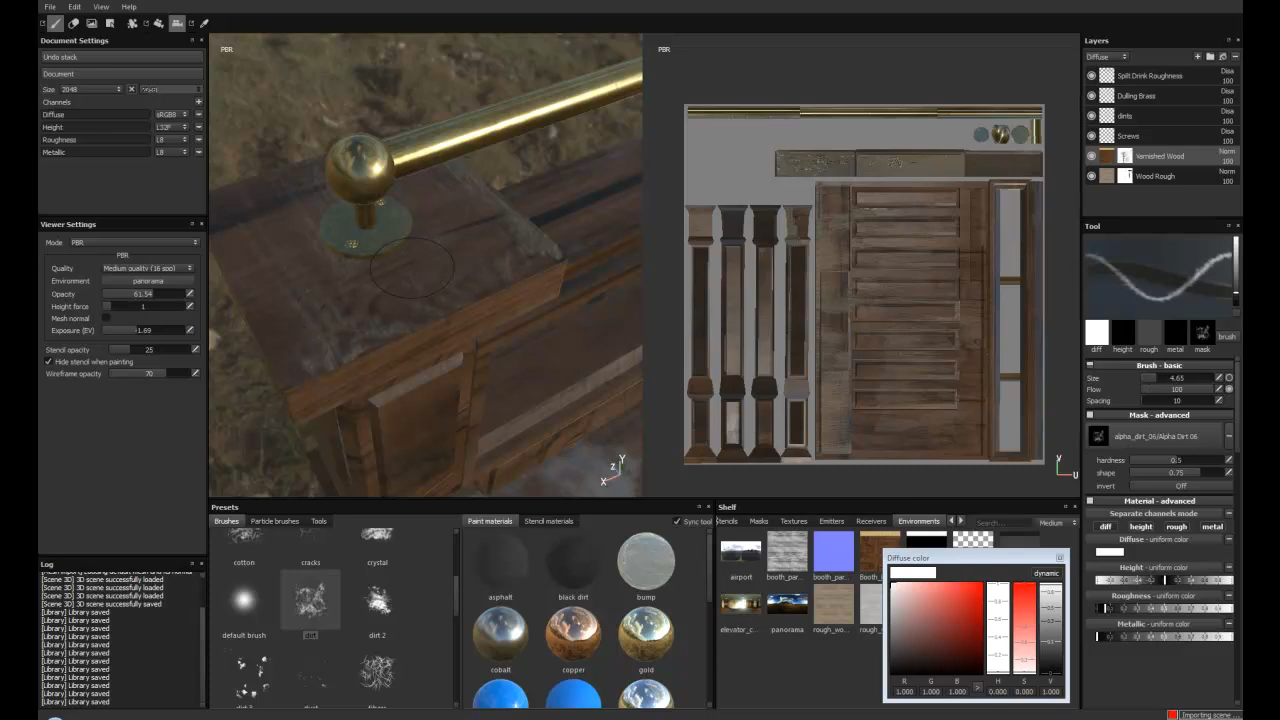 File Edit View Help
Document Settings
Undo stack
Document
Size 2048
Channels
Diffuse sRGB8
Height L32F
Roughness L8
Metallic L8
Viewer Settings
Mode PBR
PBR
Quality Medium quality (16 spp)
Environment panorama
Opacity 61.54
Height force 1
Mesh normal
Exposure (EV) -1.69
Stencil opacity 25
Hide stencil when painting
Wireframe opacity 70
Log
[Scene 3D] 3D scene successfully loaded
[Scene 3D] 3D scene successfully loaded
[Scene 3D] 3D scene successfully loaded
[Scene 3D] 3D scene successfully saved
[Library] Library saved
[Library] Library saved
[Library] Library saved
[Library] Library saved
[Library] Library saved
[Library] Library saved
[Library] Library saved
[Library] Library saved
[Library] Library saved
[Library] Library saved
[Library] Library saved
[Library] Library saved
PBR
Y
Z
X
PBR
V
U
Presets
Brushes Particle brushes Tools
cotton cracks crystal
default brush dirt dirt 2
Paint materials Stencil materials Sync tool
asphalt black dirt bump
cobalt copper gold
Shelf
Masks Textures Emitters Receivers Environments Search... Medium
airport booth_par...
elevator_c... panorama rough_wo...
Diffuse color
dynamic
R G B H S V
1.000 1.000 1.000 > 0.000 0.000 1.000
Layers
Diffuse
Spilt Drink Roughness Disa 100
Dulling Brass Disa 100
dints Disa 100
Screws Disa 100
Varnished Wood Norm 100
Wood Rough Norm 100
Tool
diff height rough metal mask brush
Brush - basic
Size 4.65
Flow 100
Spacing 10
Mask - advanced
alpha_dirt_06/Alpha Dirt 06
hardness 0.5
shape 0.75
invert Off
Material - advanced
Separate channels mode
diff height rough metal
Diffuse - uniform color
Height - uniform color
Roughness - uniform color
Metallic - uniform color
Importing scene ...